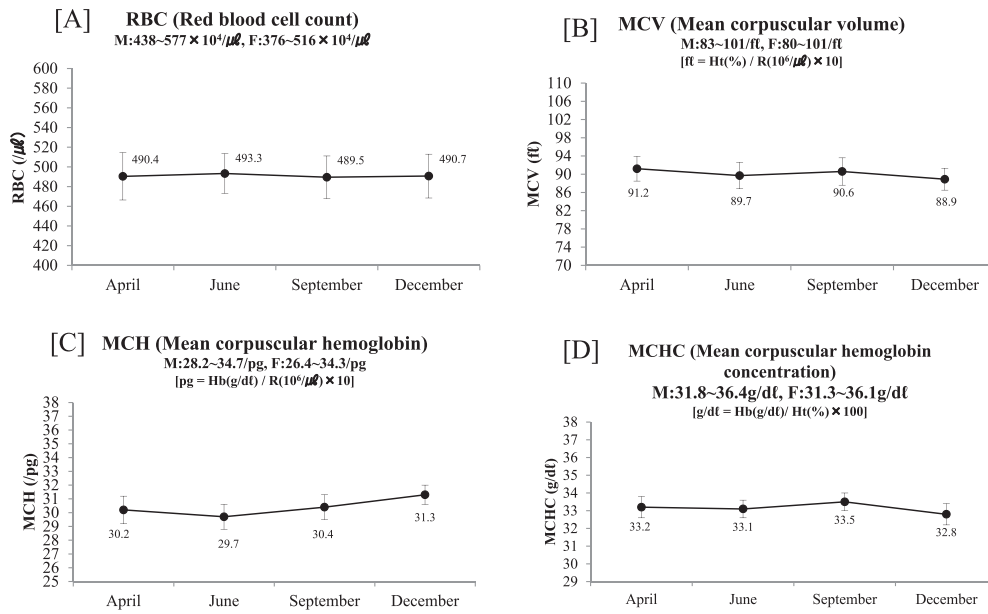 [A]
RBC (Red blood cell count)
M:438~577×10⁴/㎕, F:376~516×10⁴/㎕
600
580
560
540
520
500
480
460
440
420
400
RBC (/㎕)
490.4
493.3
489.5
490.7
April
June
September
December
[B]
MCV (Mean corpuscular volume)
M:83~101/fℓ, F:80~101/fℓ
[fℓ = Ht(%) / R(10⁶/㎕)×10]
110
106
102
98
94
90
86
82
78
74
70
MCV (fℓ)
91.2
89.7
90.6
88.9
April
June
September
December
[C]
MCH (Mean corpuscular hemoglobin)
M:28.2~34.7/pg, F:26.4~34.3/pg
[pg = Hb(g/dℓ) / R(10⁶/㎕)×10]
38
37
36
35
34
33
32
31
30
29
28
27
26
25
MCH (/pg)
30.2
29.7
30.4
31.3
April
June
September
December
[D]
MCHC (Mean corpuscular hemoglobin
concentration)
M:31.8~36.4g/dℓ, F:31.3~36.1g/dℓ
[g/dℓ = Hb(g/dℓ)/ Ht(%)×100]
38
37
36
35
34
33
32
31
30
29
MCHC (g/dℓ)
33.2
33.1
33.5
32.8
April
June
September
December